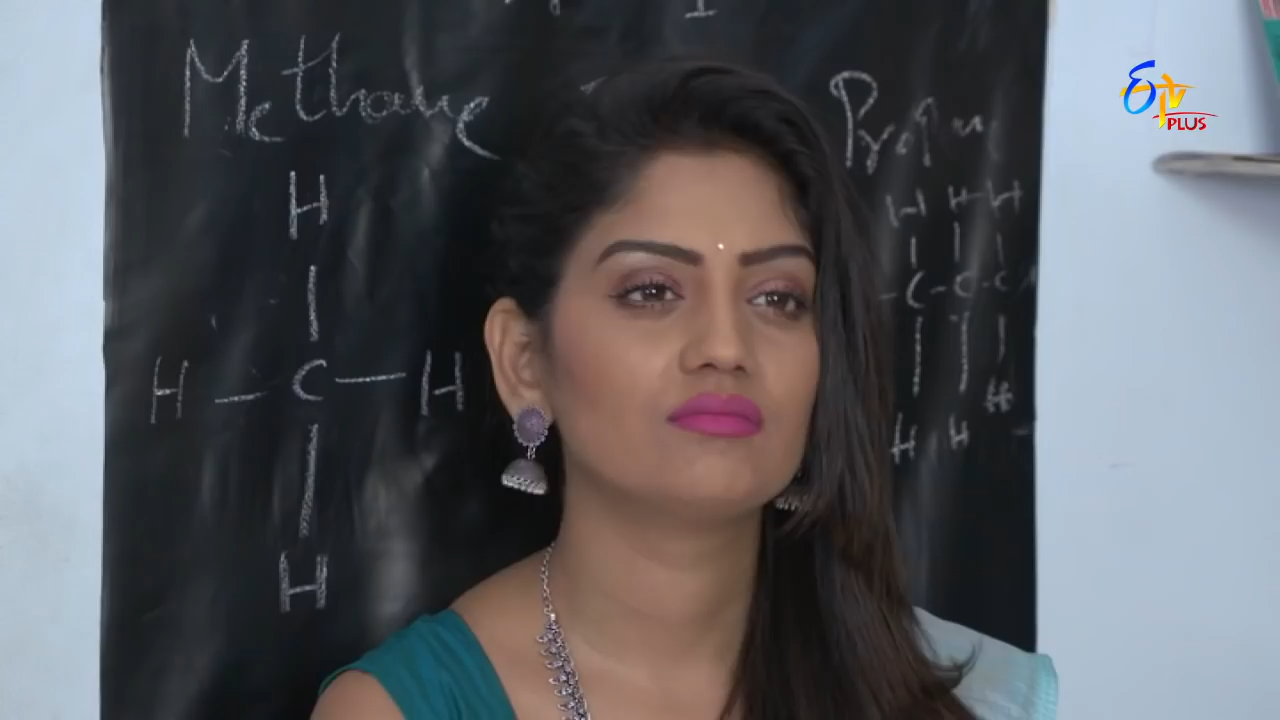 Methane
H
H - C - H
H
H H H
- C - C - C
H H H
ETV
PLUS